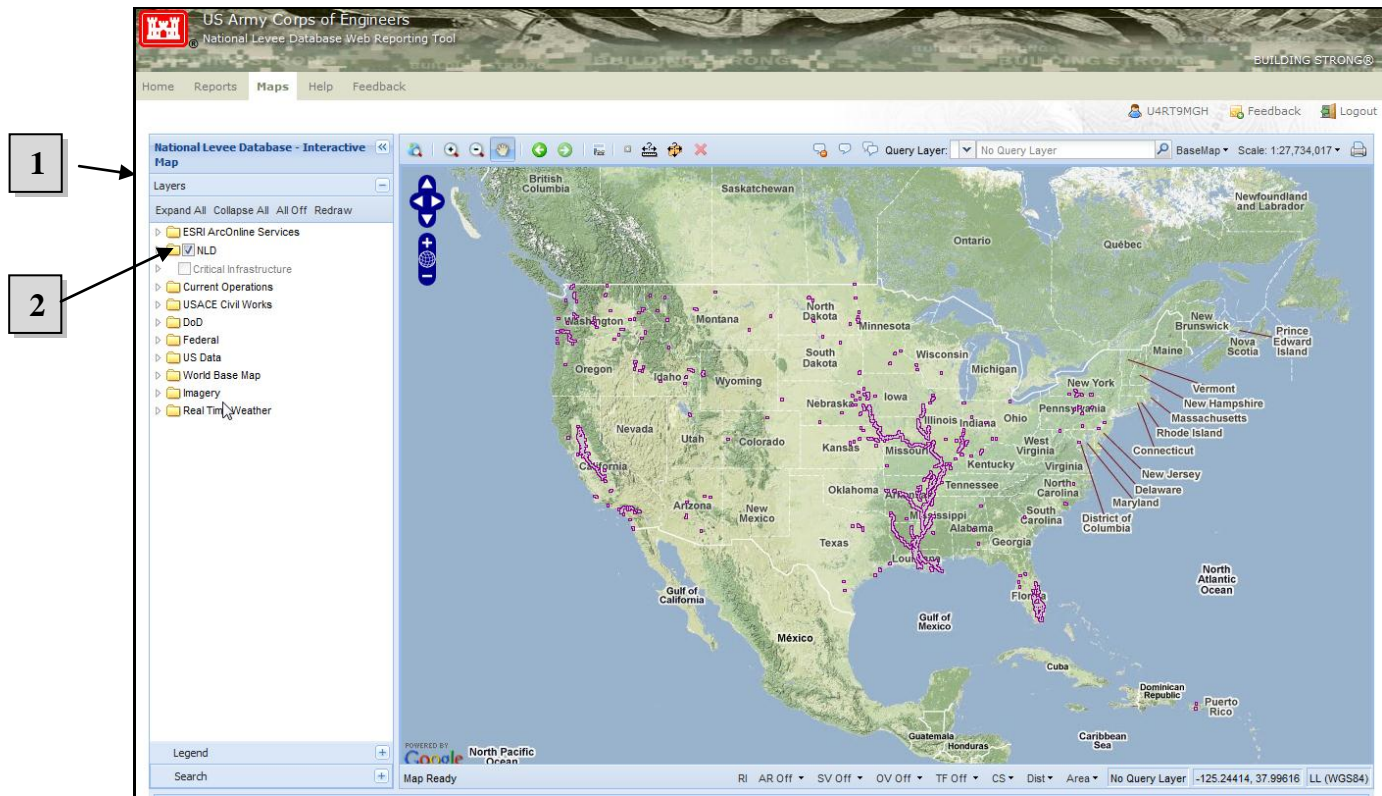 US Army Corps of Engineers
National Levee Database Web Reporting Tool
BUILDING STRONG®
Home Reports Maps Help Feedback
U4RT9MGH Feedback Logout
1
2
National Levee Database - Interactive
Map
Layers
Expand All Collapse All All Off Redraw
ESRI ArcOnline Services
NLD
Critical Infrastructure
Current Operations
USACE Civil Works
DoD
Federal
US Data
World Base Map
Imagery
Real Time Weather
Legend
Search
Query Layer: No Query Layer BaseMap Scale: 1:27,734,017
British
Columbia
Saskatchewan
Newfoundland
and Labrador
Ontario
Québec
Washington
Montana
North
Dakota
Minnesota
New
Brunswick
Prince
Edward
Island
Nova
Scotia
Maine
Oregon
Idaho
Wyoming
South
Dakota
Wisconsin
Michigan
New York
Vermont
New Hampshire
Massachusetts
Rhode Island
Connecticut
New Jersey
Delaware
Maryland
District of
Columbia
Nebraska
Iowa
Illinois
Indiana
Ohio
Pennsylvania
Nevada
Utah
Colorado
Kansas
Missouri
West
Virginia
Kentucky
Virginia
California
Arizona
New
Mexico
Oklahoma
Arkansas
Tennessee
North
Carolina
South
Carolina
Mississippi
Alabama
Georgia
Texas
Louisiana
Florida
North
Atlantic
Ocean
Gulf of
California
Gulf of
Mexico
México
Cuba
Dominican
Republic
Puerto
Rico
Guatemala
Honduras
Caribbean
Sea
POWERED BY
Google
North Pacific
Ocean
Map Ready RI AR Off SV Off OV Off TF Off CS Dist Area No Query Layer -125.24414, 37.99616 LL (WGS84)